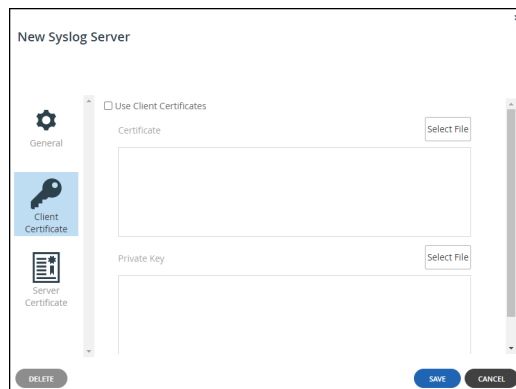 New Syslog Server
General
Client
Certificate
Server
Certificate
Use Client Certificates
Certificate
Select File
Private Key
Select File
DELETE
SAVE
CANCEL